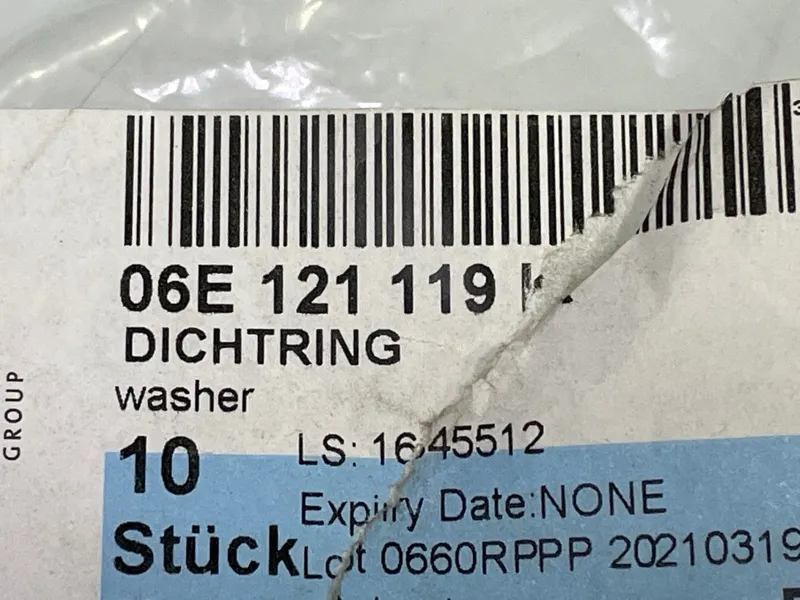 06E 121 119
DICHTRING
washer
10
Stück
LS: 1645512
Expiry Date:NONE
Lot 0660RPPP 20210319
GROUP